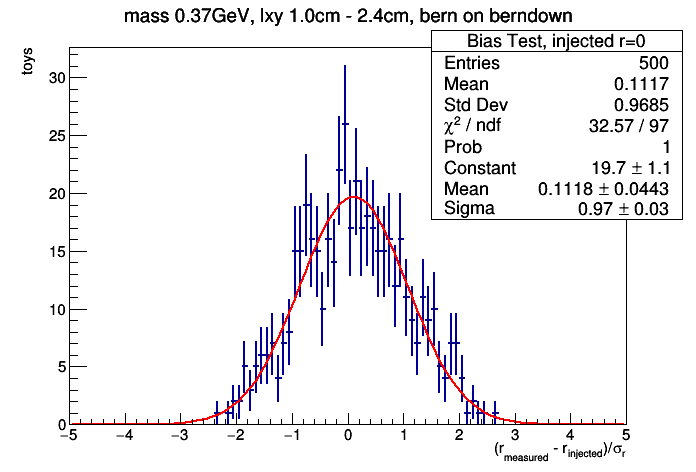 mass 0.37GeV, lxy 1.0cm - 2.4cm, bern on berndown
Bias Test, injected r=0
Entries 500
Mean 0.1117
Std Dev 0.9685
χ² / ndf 32.57 / 97
Prob 1
Constant 19.7 ± 1.1
Mean 0.1118 ± 0.0443
Sigma 0.97 ± 0.03
toys
30
25
20
15
10
5
0
−5 −4 −3 −2 −1 0 1 2 3 4 5
(r_measured - r_injected)/σ_r